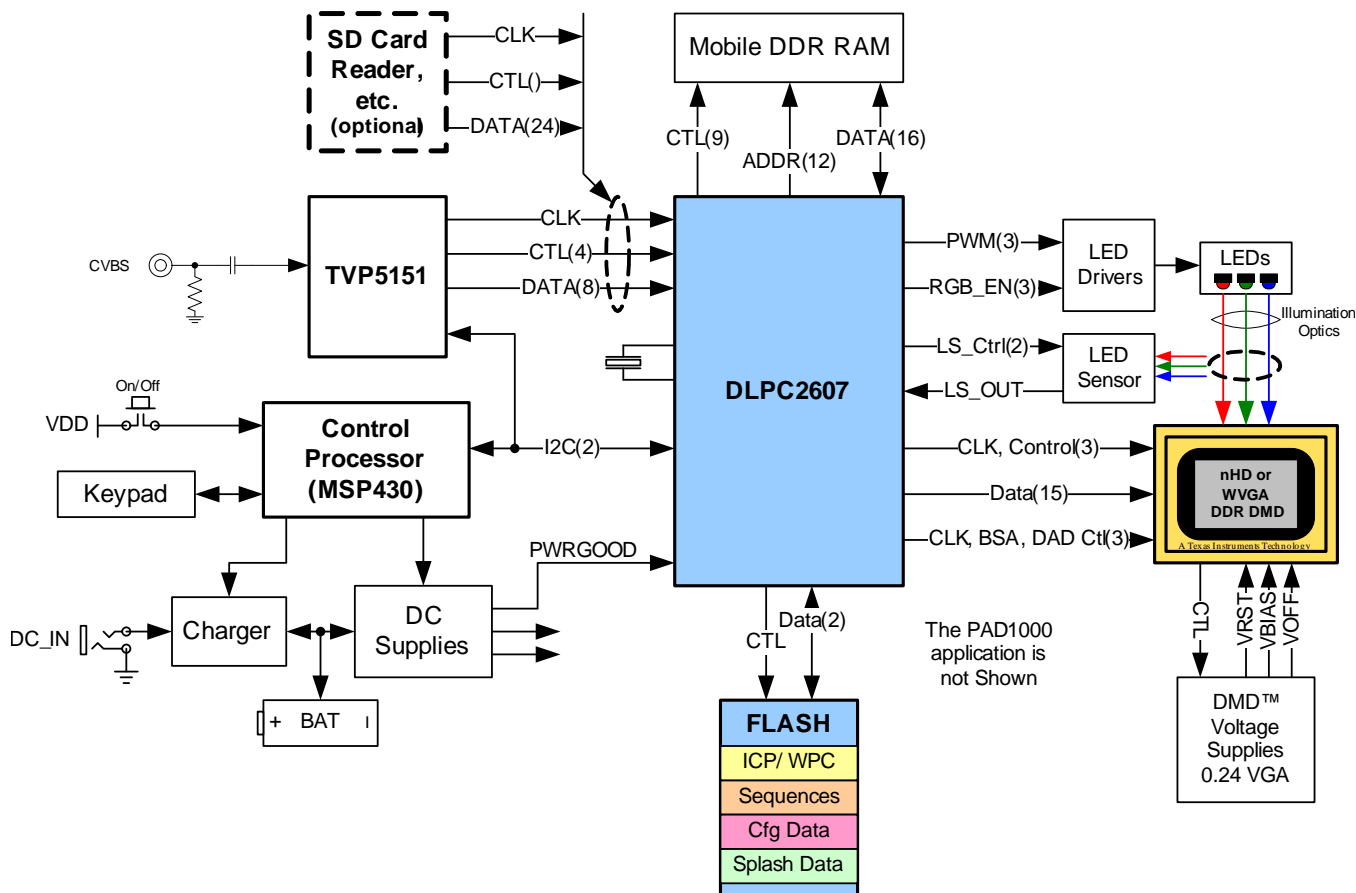 SD Card
Reader,
etc.
(optional)
CLK
CTL()
DATA(24)
Mobile DDR RAM
CTL(9)
ADDR(12)
DATA(16)
CVBS
TVP5151
CLK
CTL(4)
DATA(8)
DLPC2607
PWM(3)
RGB_EN(3)
LED
Drivers
LEDs
Illumination
Optics
LS_Ctrl(2)
LS_OUT
LED
Sensor
On/Off
VDD
Keypad
Control
Processor
(MSP430)
I2C(2)
CLK, Control(3)
Data(15)
CLK, BSA, DAD Ctl(3)
nHD or
WVGA
DDR DMD
A Texas Instruments Technology
PWRGOOD
DC_IN
Charger
DC
Supplies
+ BAT I
CTL
Data(2)
The PAD1000
application is
not Shown
CTL
VRST
VBIAS
VOFF
DMD™
Voltage
Supplies
0.24 VGA
FLASH
ICP/ WPC
Sequences
Cfg Data
Splash Data